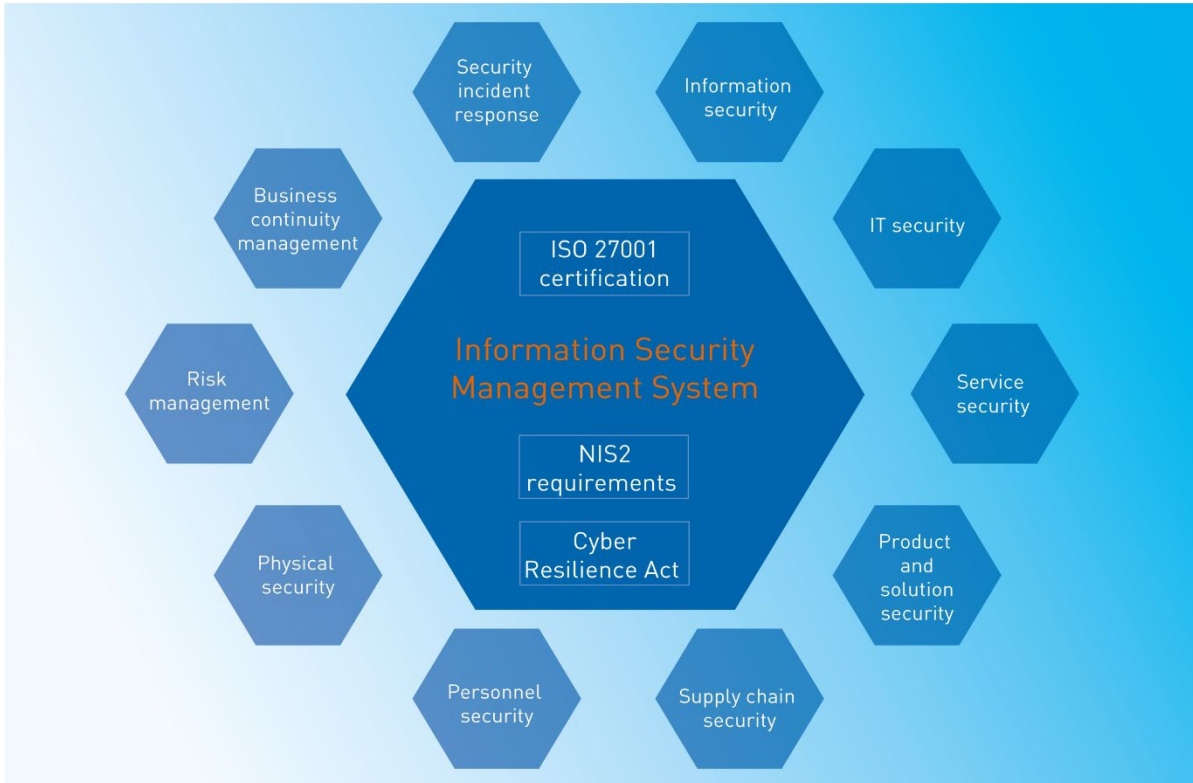 Security
incident
response
Information
security
Business
continuity
management
IT security
ISO 27001
certification
Information Security
Management System
Risk
management
Service
security
NIS2
requirements
Cyber
Resilience Act
Physical
security
Product
and
solution
security
Personnel
security
Supply chain
security